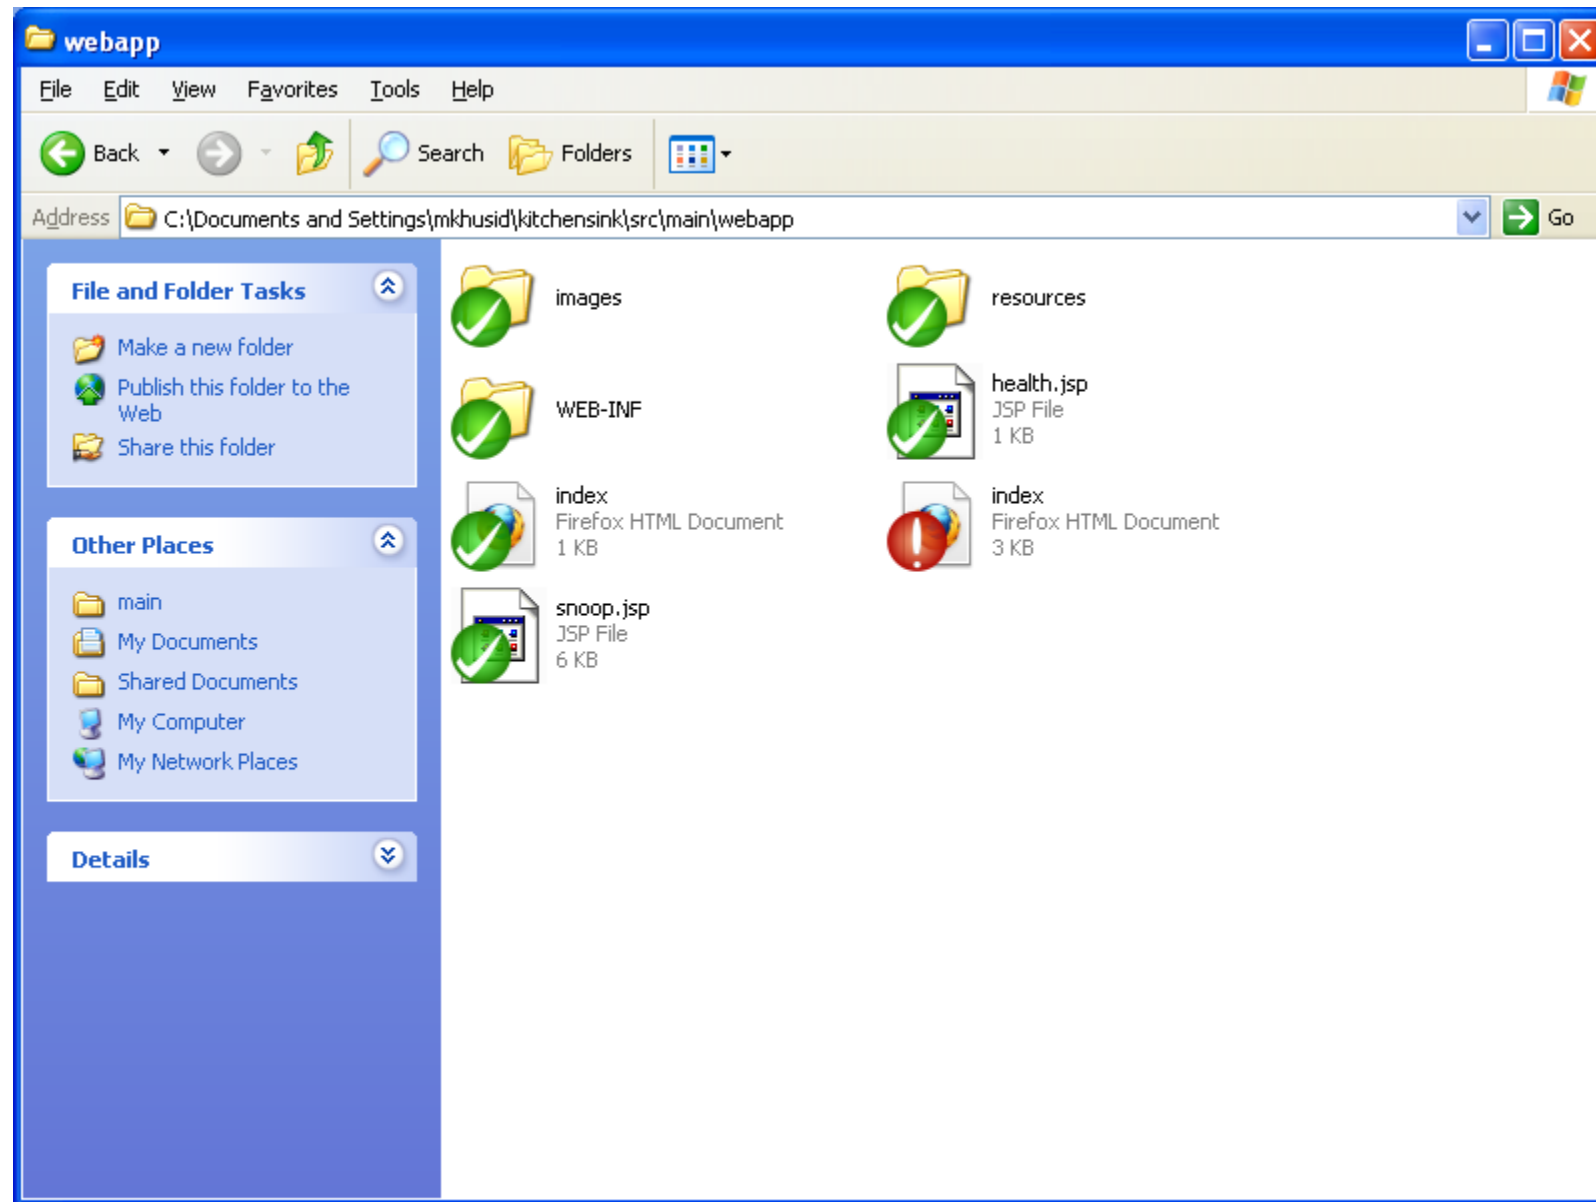 webapp
File Edit View Favorites Tools Help
Back Search Folders
Address C:\Documents and Settings\mkhusid\kitchensink\src\main\webapp Go
File and Folder Tasks
Make a new folder
Publish this folder to the
Web
Share this folder
Other Places
main
My Documents
Shared Documents
My Computer
My Network Places
Details
images
resources
WEB-INF
health.jsp
JSP File
1 KB
index
Firefox HTML Document
1 KB
index
Firefox HTML Document
3 KB
snoop.jsp
JSP File
6 KB